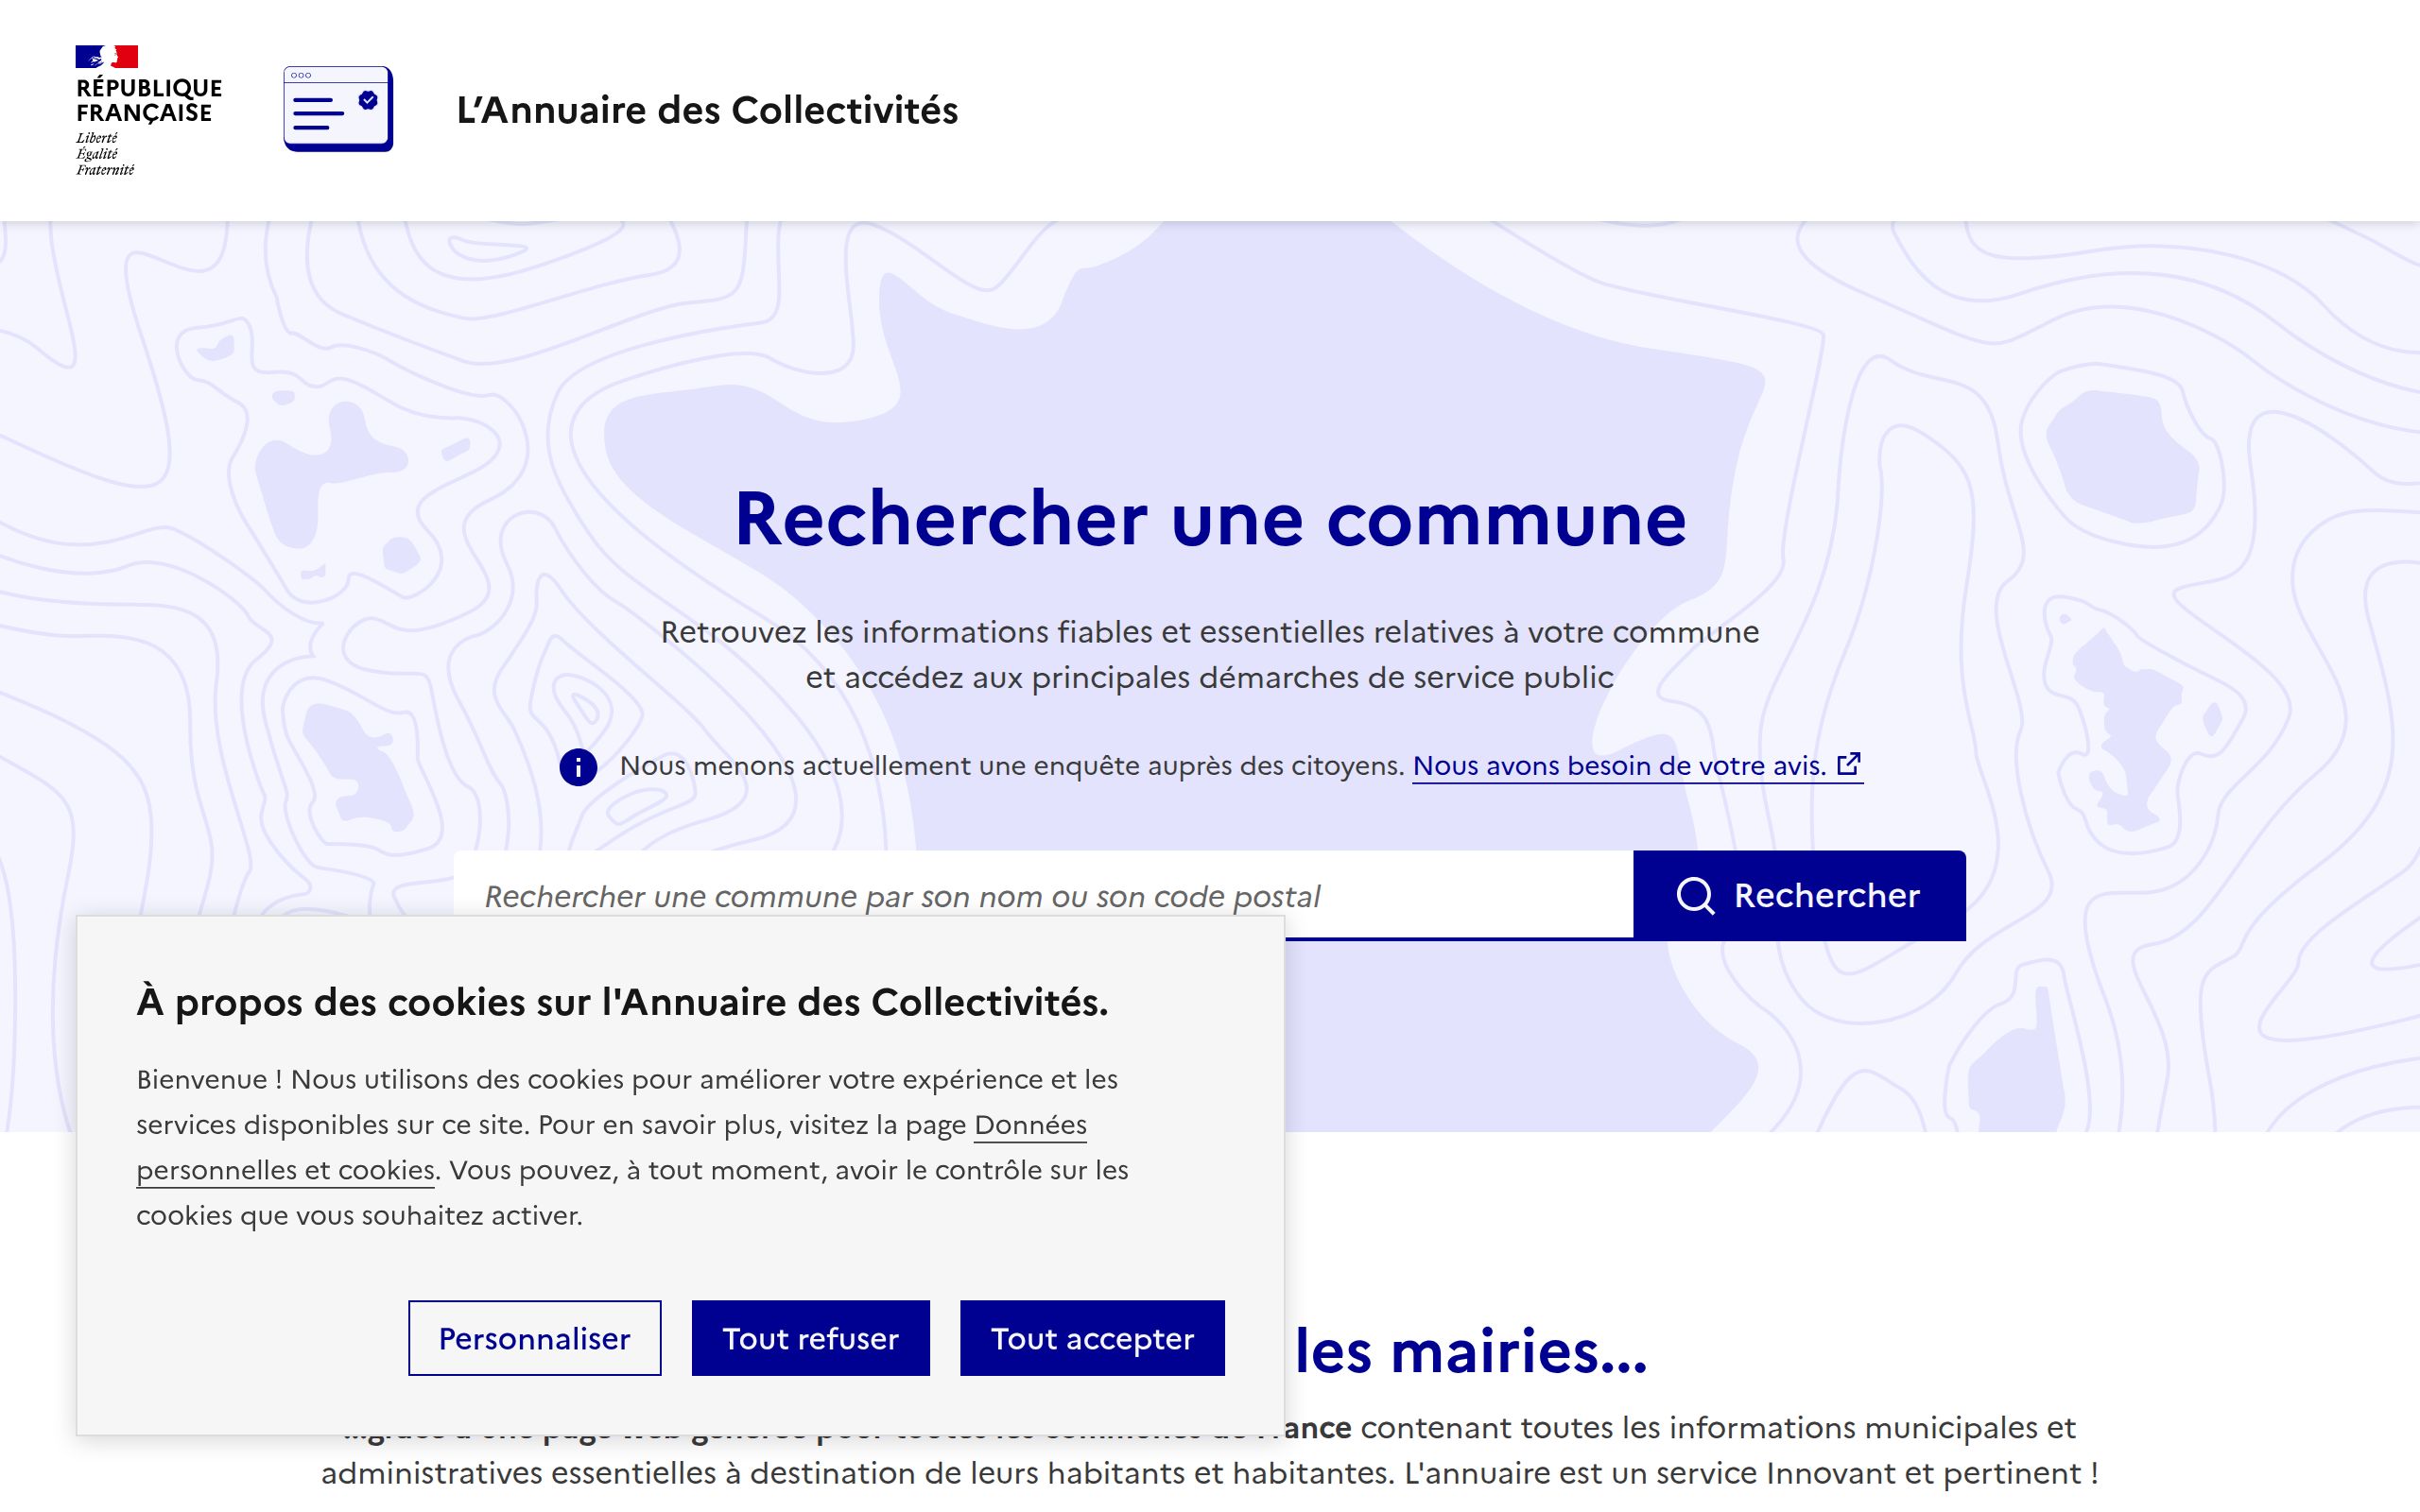 RÉPUBLIQUE
FRANÇAISE
Liberté
Égalité
Fraternité
L’Annuaire des Collectivités
Rechercher une commune
Retrouvez les informations fiables et essentielles relatives à votre commune
et accédez aux principales démarches de service public
Nous menons actuellement une enquête auprès des citoyens. Nous avons besoin de votre avis.
Rechercher une commune par son nom ou son code postal
Rechercher
À propos des cookies sur l'Annuaire des Collectivités.
Bienvenue ! Nous utilisons des cookies pour améliorer votre expérience et les
services disponibles sur ce site. Pour en savoir plus, visitez la page Données
personnelles et cookies. Vous pouvez, à tout moment, avoir le contrôle sur les
cookies que vous souhaitez activer.
Personnaliser
Tout refuser
Tout accepter
les mairies...
contenant toutes les informations municipales et
administratives essentielles à destination de leurs habitants et habitantes. L'annuaire est un service Innovant et pertinent !